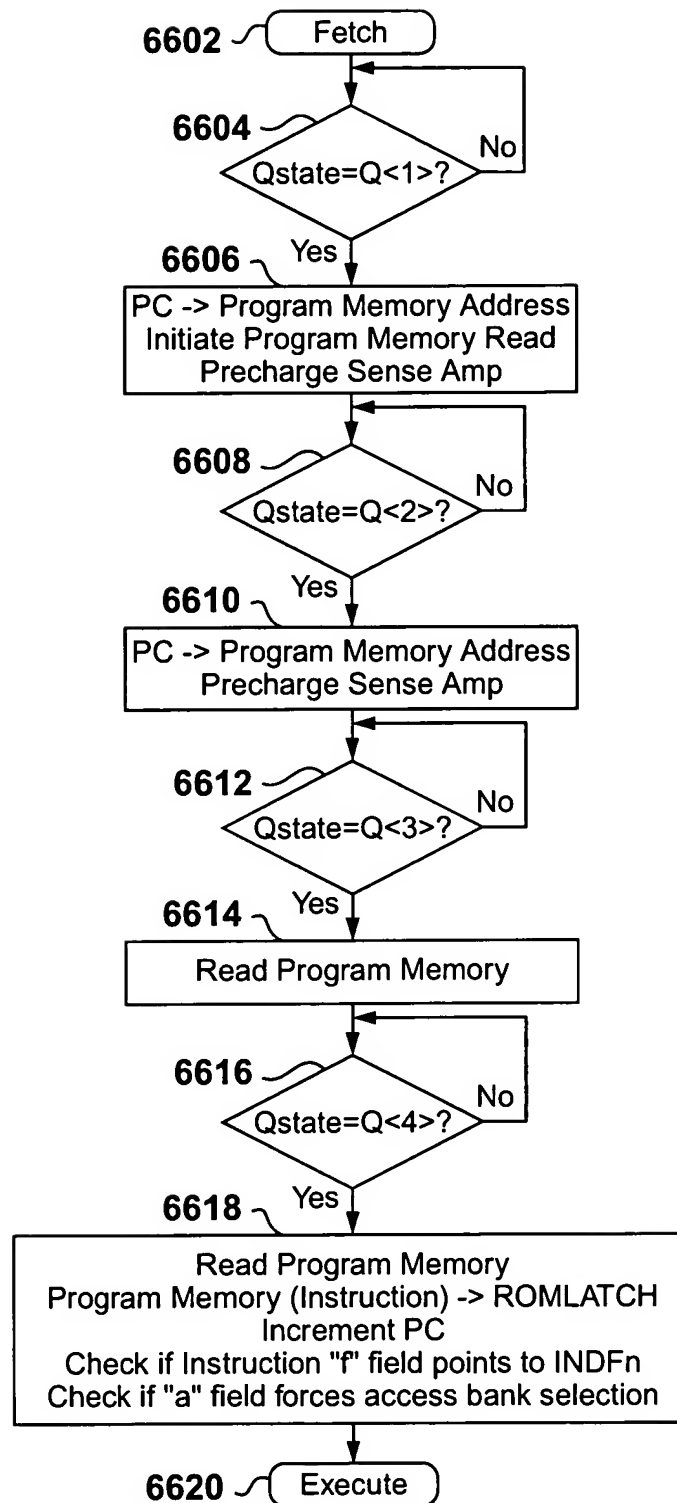 6602 Fetch
6604
Qstate=Q<1>?
No
Yes
6606
PC -> Program Memory Address
Initiate Program Memory Read
Precharge Sense Amp
6608
Qstate=Q<2>?
No
Yes
6610
PC -> Program Memory Address
Precharge Sense Amp
6612
Qstate=Q<3>?
No
Yes
6614
Read Program Memory
6616
Qstate=Q<4>?
No
Yes
6618
Read Program Memory
Program Memory (Instruction) -> ROMLATCH
Increment PC
Check if Instruction "f" field points to INDFn
Check if "a" field forces access bank selection
6620 Execute